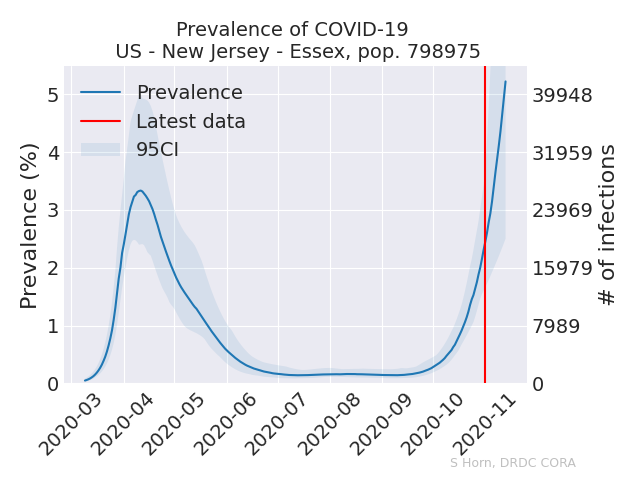 Prevalence of COVID-19
US - New Jersey - Essex, pop. 798975
Prevalence
Latest data
95CI
Prevalence (%)
5
4
3
2
1
0
39948
31959
23969
15979
7989
0
# of infections
2020-03
2020-04
2020-05
2020-06
2020-07
2020-08
2020-09
2020-10
2020-11
S Horn, DRDC CORA